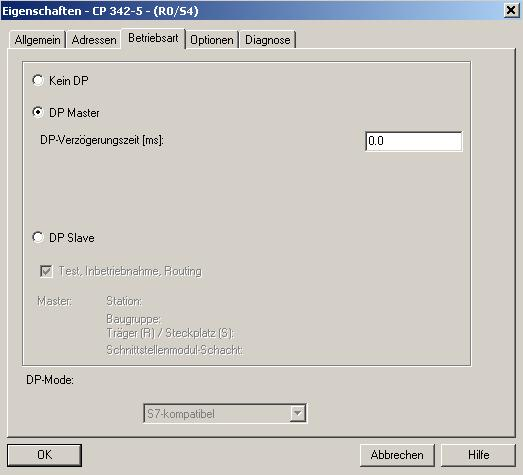 Eigenschaften - CP 342-5 - (R0/S4)
Allgemein Adressen Betriebsart Optionen Diagnose
Kein DP
DP Master
DP-Verzögerungszeit [ms]: 0.0
DP Slave
Test, Inbetriebnahme, Routing
Master: Station:
Baugruppe:
Träger (R) / Steckplatz (S):
Schnittstellenmodul-Schacht:
DP-Mode:
S7-kompatibel
OK Abbrechen Hilfe